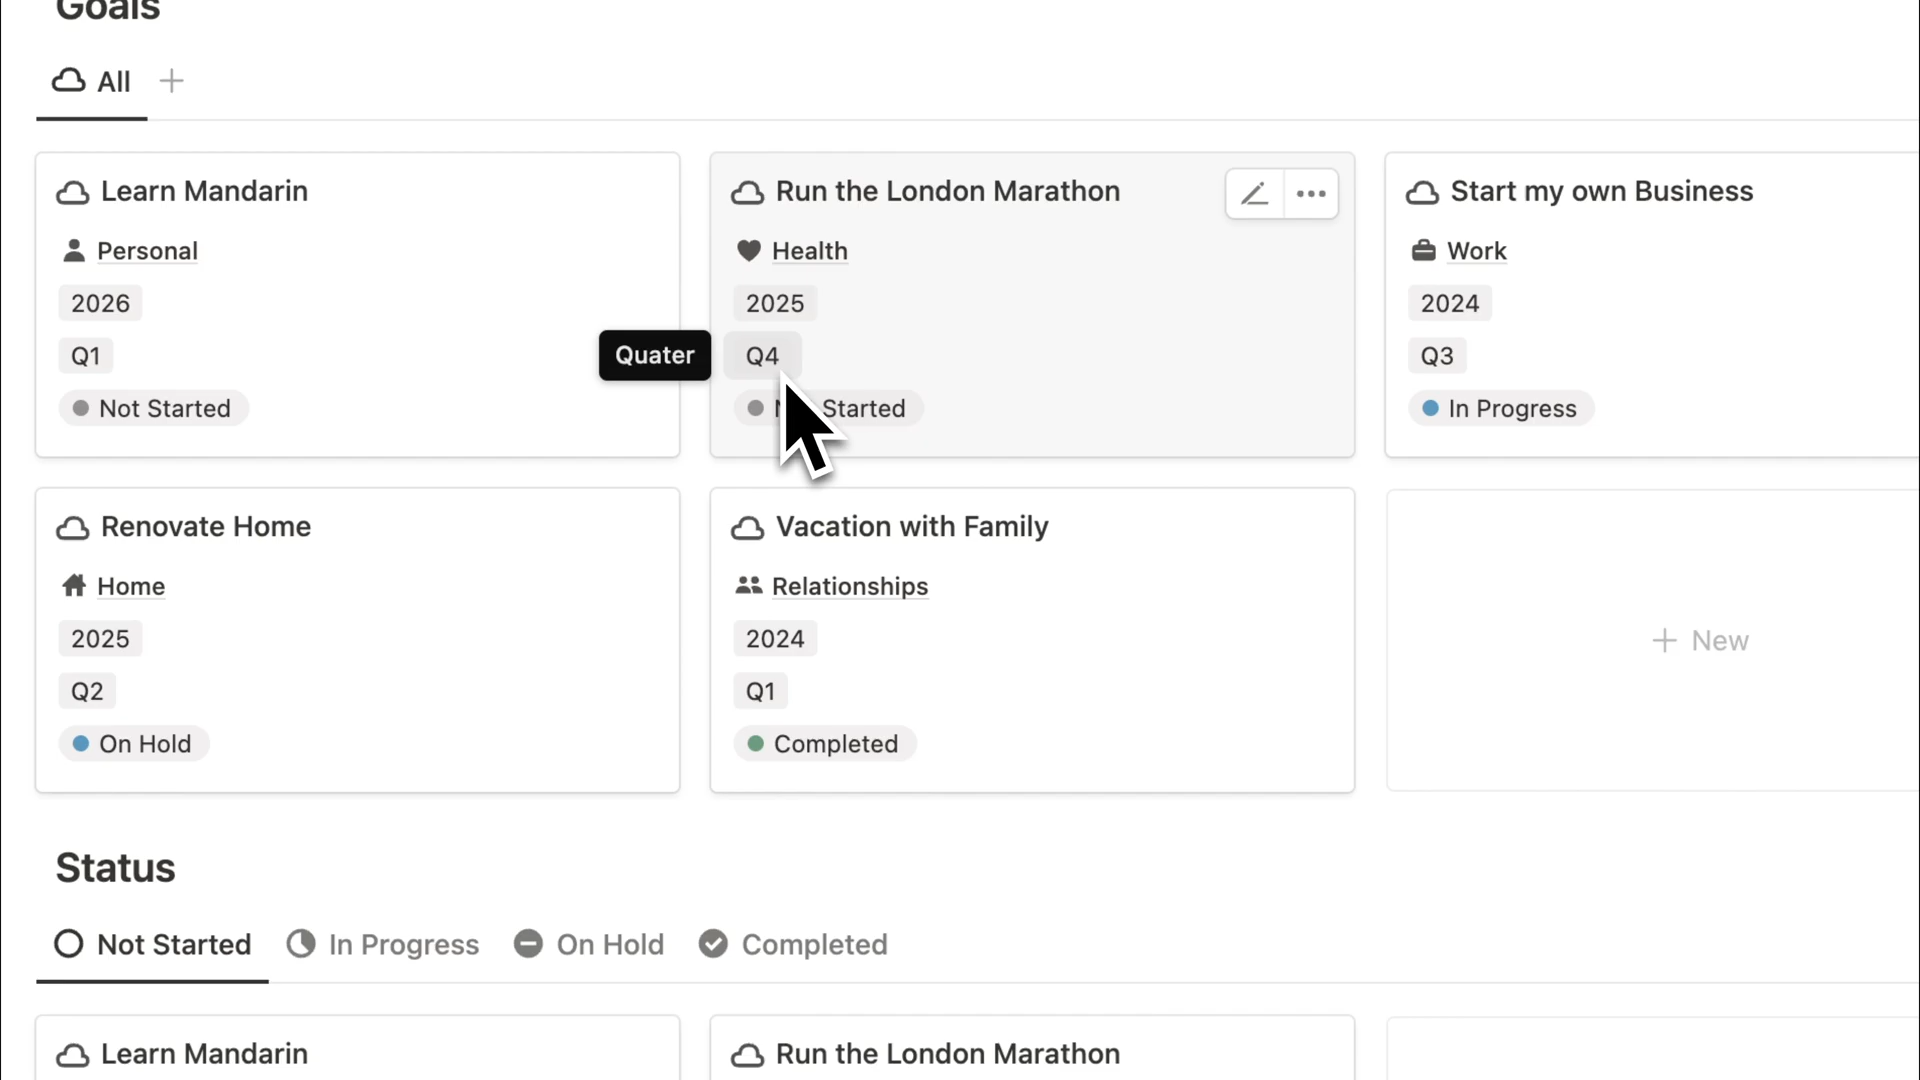 Goals
All
Learn Mandarin
Personal
2026
Q1
Not Started
Run the London Marathon
Health
2025
Quater
Q4
Started
Start my own Business
Work
2024
Q3
In Progress
Renovate Home
Home
2025
Q2
On Hold
Vacation with Family
Relationships
2024
Q1
Completed
New
Status
Not Started
In Progress
On Hold
Completed
Learn Mandarin
Run the London Marathon